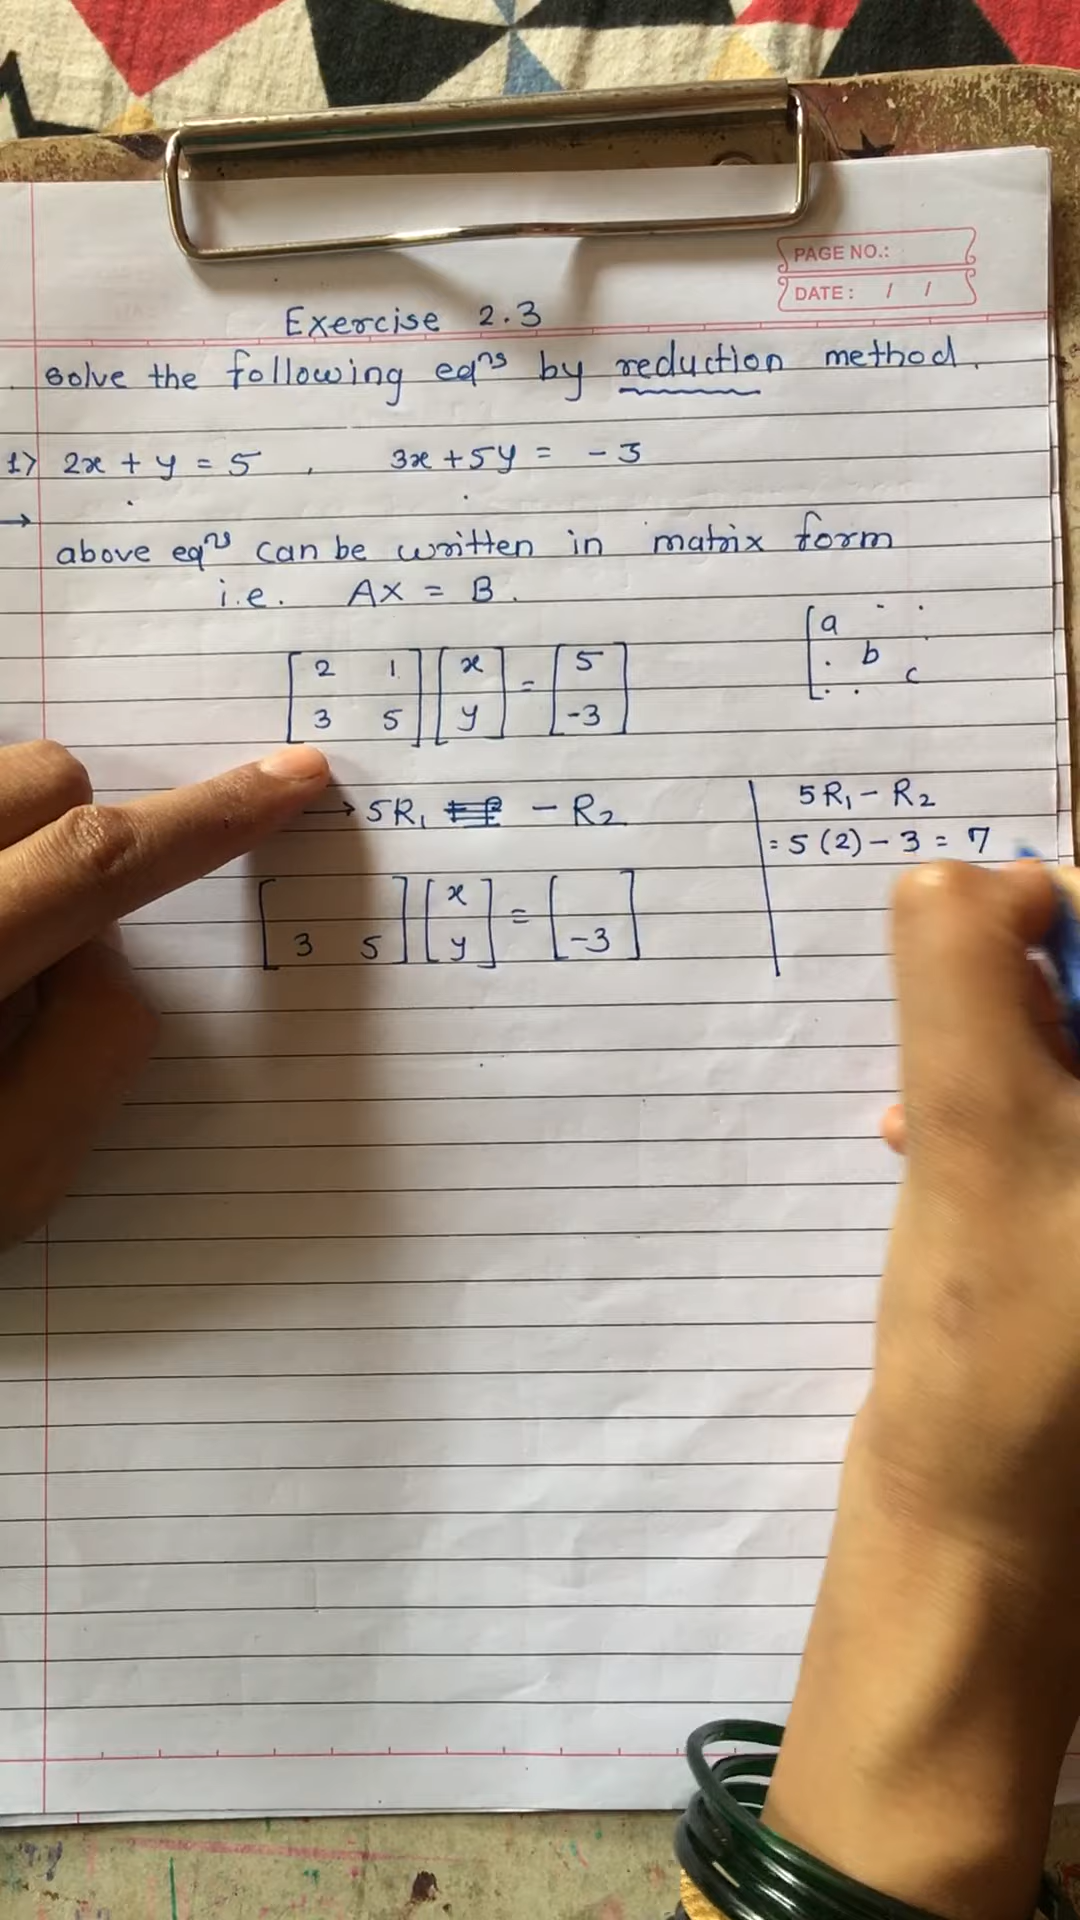 PAGE NO.:
DATE: / /
Exercise 2.3
solve the following eqⁿˢ by reduction method.
1) 2x + y = 5 , 3x + 5y = -3
→
above eqⁿˢ can be written in matrix form
i.e. AX = B.
[2 1] [x] = [5]
[3 5] [y] [-3]
[a . .
. b .
. . c
→ 5R₁ - R₂
[ ] [x] = [ ]
[3 5] [y] [-3]
5R₁ - R₂
= 5(2) - 3 = 7